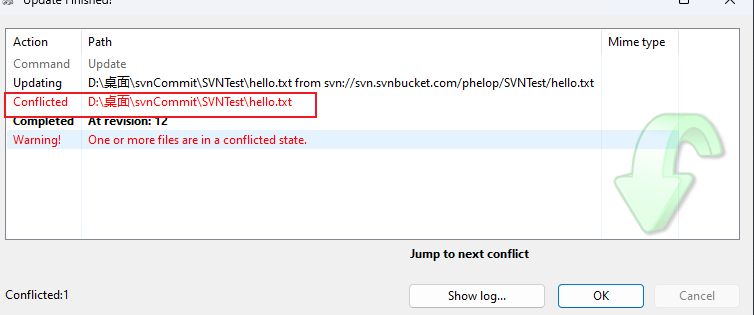 Update Finished!
Action Path Mime type
Command Update
Updating D:\桌面\svnCommit\SVNTest\hello.txt from svn://svn.svnbucket.com/phelop/SVNTest/hello.txt
Conflicted D:\桌面\svnCommit\SVNTest\hello.txt
Completed At revision: 12
Warning! One or more files are in a conflicted state.
Jump to next conflict
Conflicted:1 Show log... OK Cancel